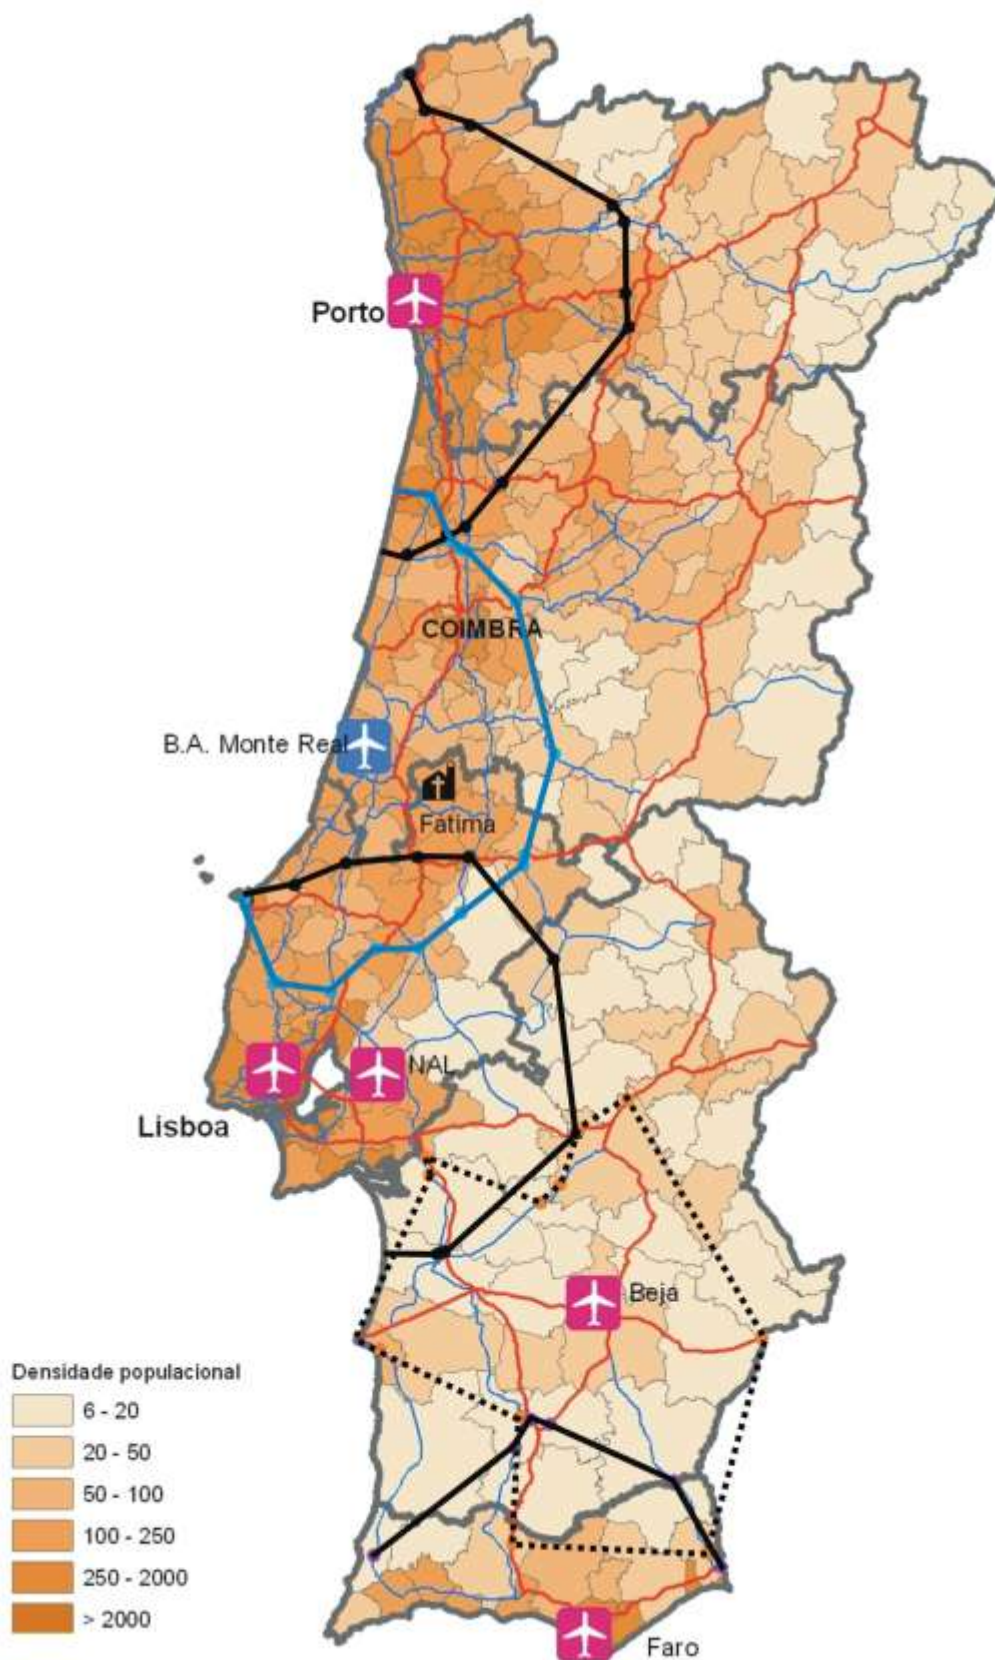 Porto
COIMBRA
B.A. Monte Real
Fatima
NAL
Lisboa
Beja
Densidade populacional
6 - 20
20 - 50
50 - 100
100 - 250
250 - 2000
> 2000
Faro